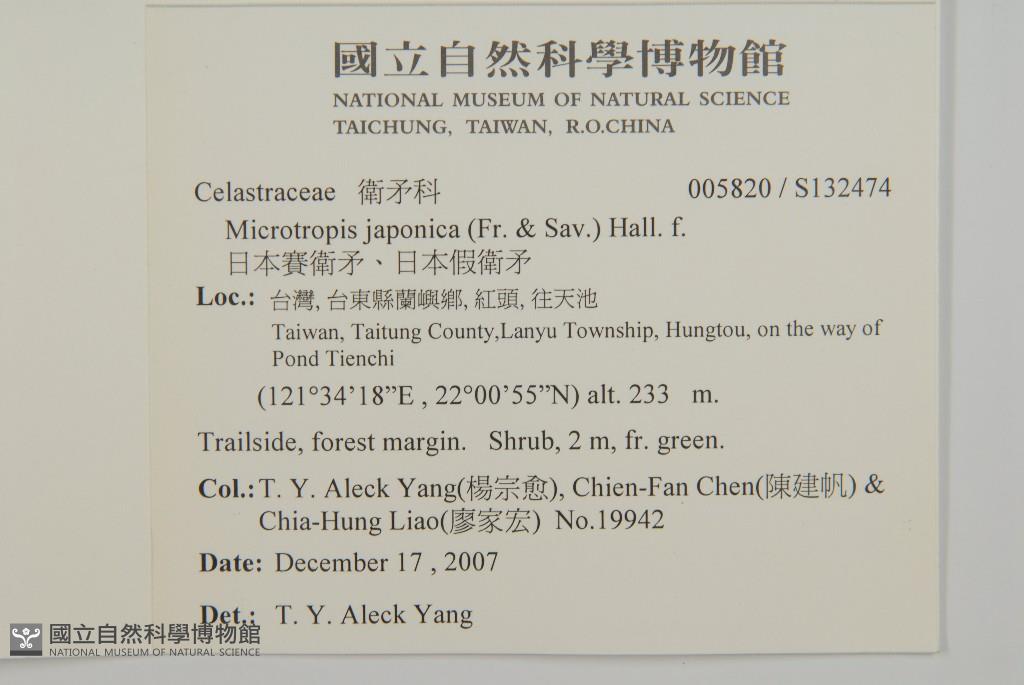 國立自然科學博物館
NATIONAL MUSEUM OF NATURAL SCIENCE
TAICHUNG, TAIWAN, R.O.CHINA
Celastraceae 衛矛科 005820 / S132474
Microtropis japonica (Fr. & Sav.) Hall. f.
日本賽衛矛、日本假衛矛
Loc.: 台灣, 台東縣蘭嶼鄉, 紅頭, 往天池
Taiwan, Taitung County,Lanyu Township, Hungtou, on the way of
Pond Tienchi
(121°34’18”E , 22°00’55”N) alt. 233 m.
Trailside, forest margin. Shrub, 2 m, fr. green.
Col.: T. Y. Aleck Yang(楊宗愈), Chien-Fan Chen(陳建帆) &
Chia-Hung Liao(廖家宏) No.19942
Date: December 17 , 2007
Det.: T. Y. Aleck Yang
國立自然科學博物館
NATIONAL MUSEUM OF NATURAL SCIENCE